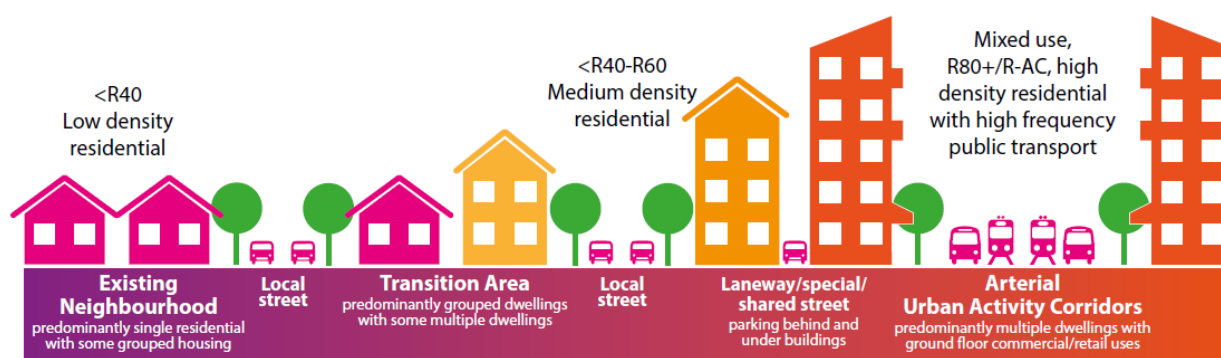 <R40
Low density
residential
<R40-R60
Medium density
residential
Mixed use,
R80+/R-AC, high
density residential
with high frequency
public transport
Existing
Neighbourhood
predominantly single residential
with some grouped housing
Local
street
Transition Area
predominantly grouped dwellings
with some multiple dwellings
Local
street
Laneway/special/
shared street
parking behind and
under buildings
Arterial
Urban Activity Corridors
predominantly multiple dwellings with
ground floor commercial/retail uses